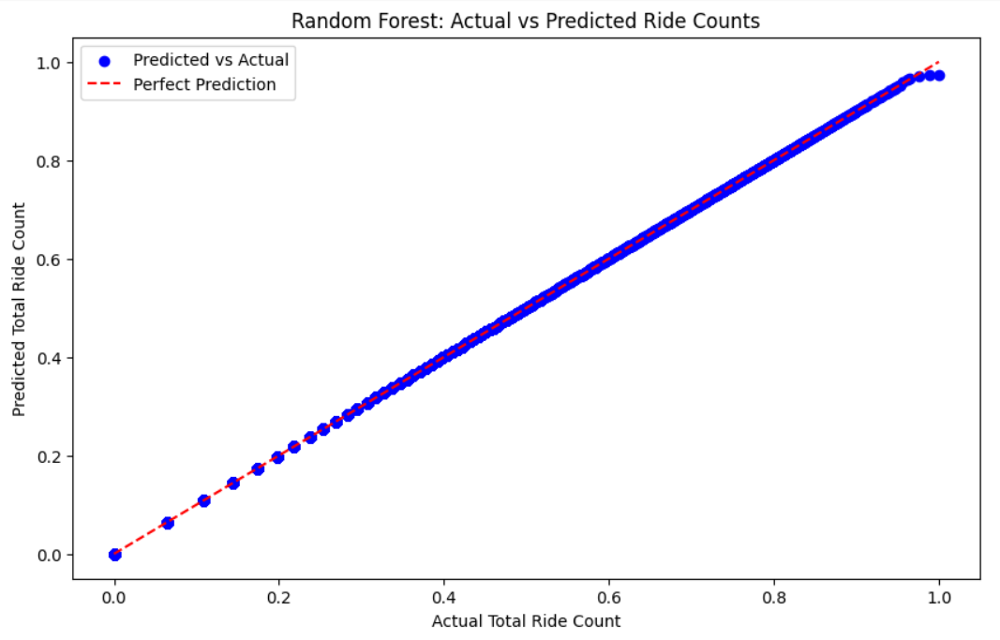 Random Forest: Actual vs Predicted Ride Counts
Predicted vs Actual
Perfect Prediction
1.0
0.8
0.6
0.4
0.2
0.0
Predicted Total Ride Count
0.0 0.2 0.4 0.6 0.8 1.0
Actual Total Ride Count